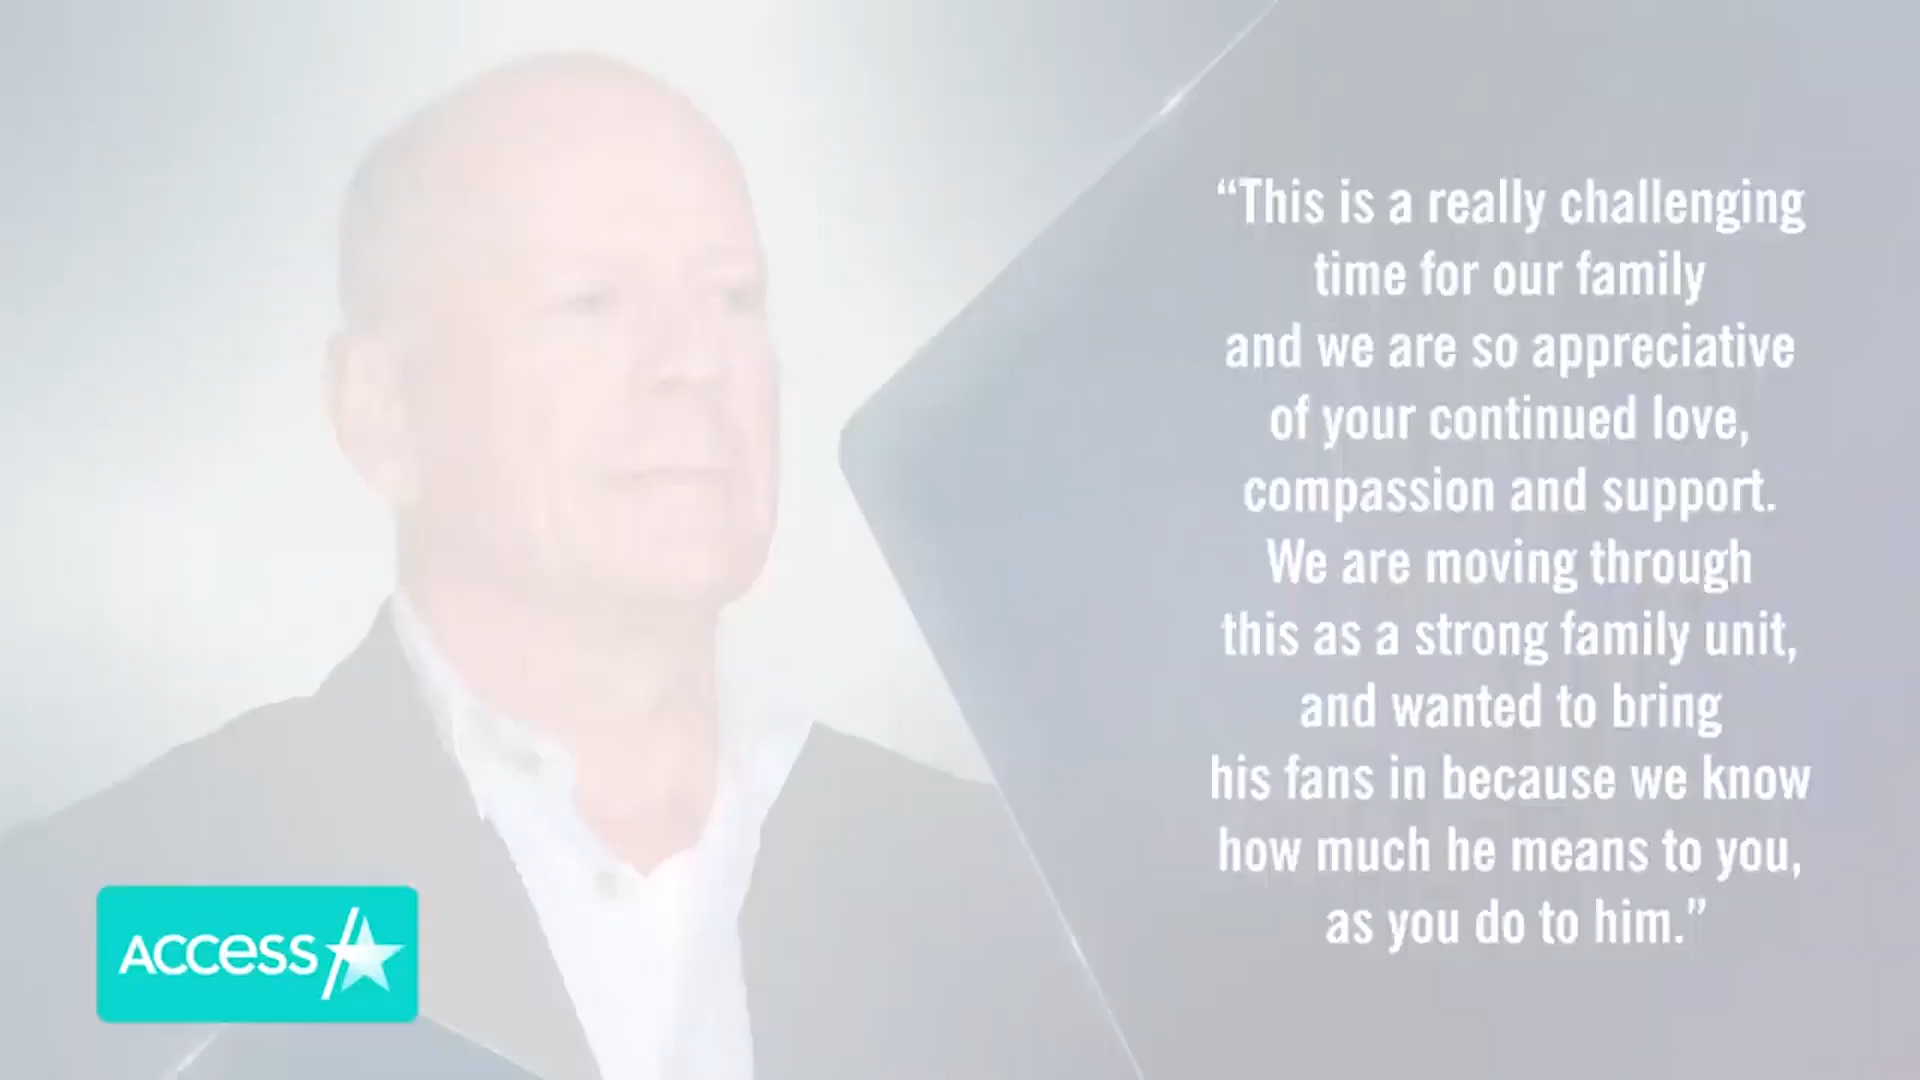 “This is a really challenging
time for our family
and we are so appreciative
of your continued love,
compassion and support.
We are moving through
this as a strong family unit,
and wanted to bring
his fans in because we know
how much he means to you,
as you do to him.”
ACCESS